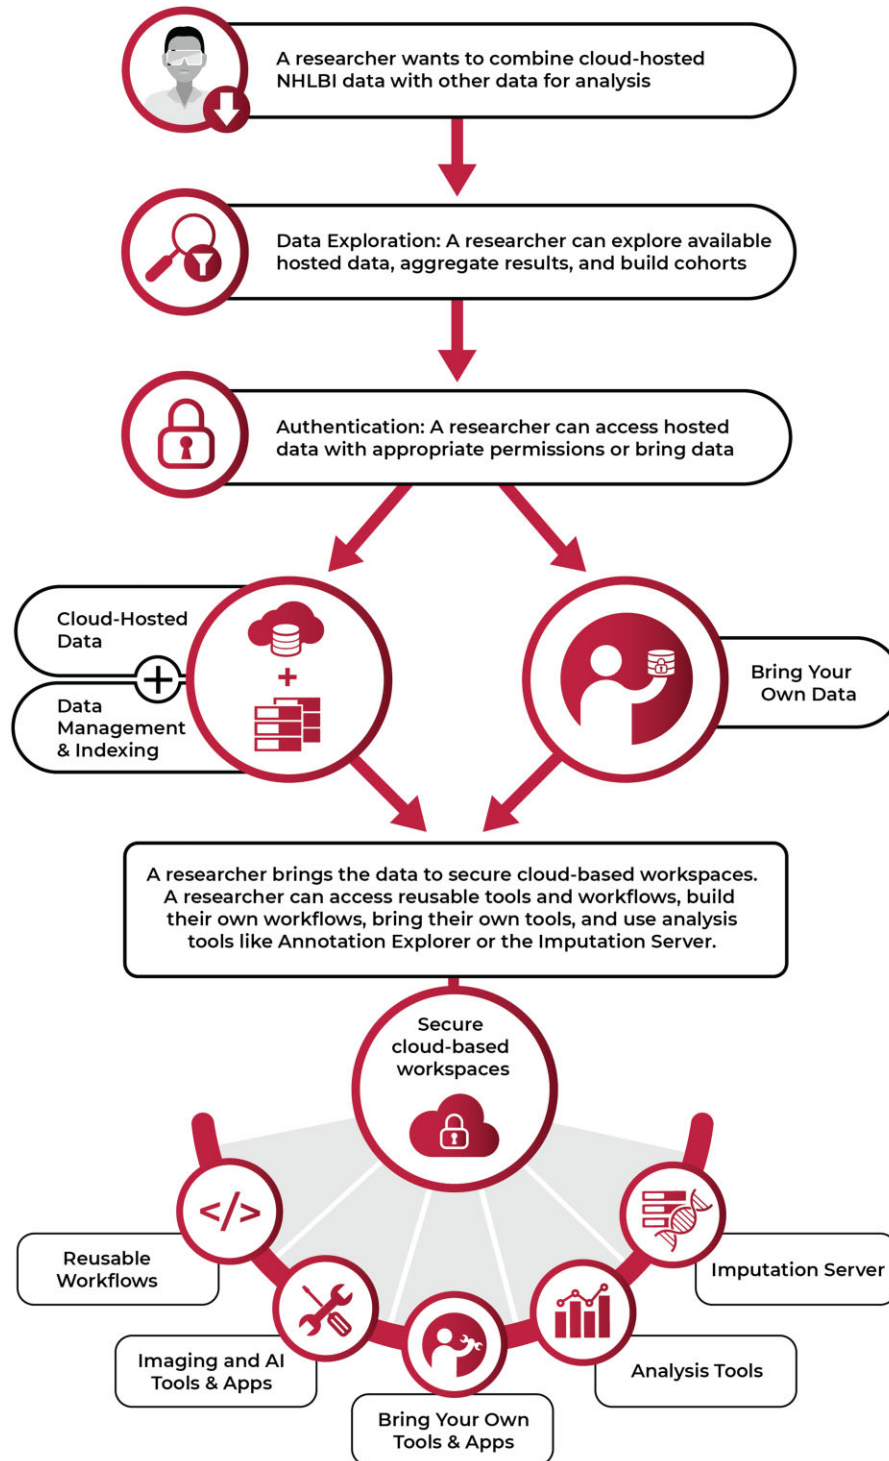 A researcher wants to combine cloud-hosted
NHLBI data with other data for analysis
Data Exploration: A researcher can explore available
hosted data, aggregate results, and build cohorts
Authentication: A researcher can access hosted
data with appropriate permissions or bring data
Cloud-Hosted
Data
+
Data
Management
& Indexing
+
Bring Your
Own Data
A researcher brings the data to secure cloud-based workspaces.
A researcher can access reusable tools and workflows, build
their own workflows, bring their own tools, and use analysis
tools like Annotation Explorer or the Imputation Server.
Secure
cloud-based
workspaces
</>
Reusable
Workflows
Imaging and AI
Tools & Apps
Bring Your Own
Tools & Apps
Analysis Tools
Imputation Server